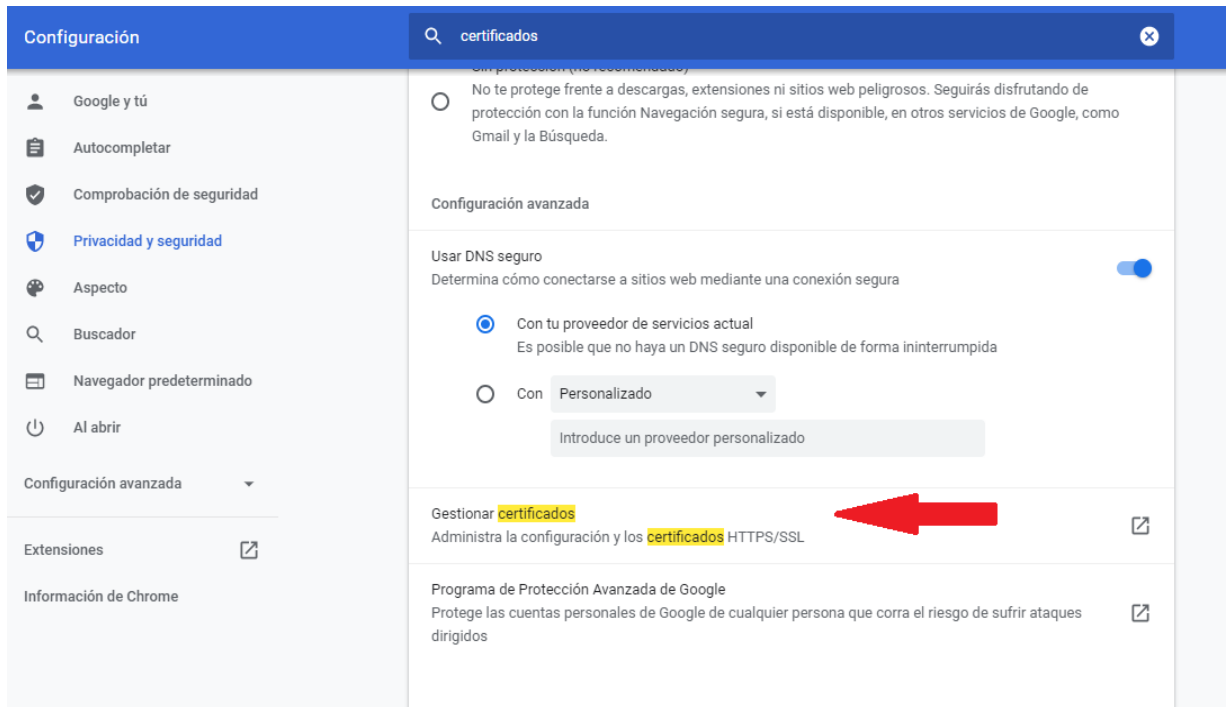 Configuración
certificados
Google y tú
Autocompletar
Comprobación de seguridad
Privacidad y seguridad
Aspecto
Buscador
Navegador predeterminado
Al abrir
Configuración avanzada
Extensiones
Información de Chrome
Sin protección (no recomendado)
No te protege frente a descargas, extensiones ni sitios web peligrosos. Seguirás disfrutando de
protección con la función Navegación segura, si está disponible, en otros servicios de Google, como
Gmail y la Búsqueda.
Configuración avanzada
Usar DNS seguro
Determina cómo conectarse a sitios web mediante una conexión segura
Con tu proveedor de servicios actual
Es posible que no haya un DNS seguro disponible de forma ininterrumpida
Con Personalizado
Introduce un proveedor personalizado
Gestionar certificados
Administra la configuración y los certificados HTTPS/SSL
Programa de Protección Avanzada de Google
Protege las cuentas personales de Google de cualquier persona que corra el riesgo de sufrir ataques
dirigidos